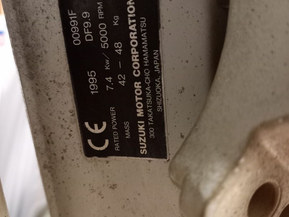 00991F
CE 1995 DF9.9
RATED POWER 7.4 Kw/ 5000 RPM
MASS 42 - 48 Kg
SUZUKI MOTOR CORPORATION
300 TAKATSUKA-CHO HAMAMATSU
SHIZUOKA, JAPAN